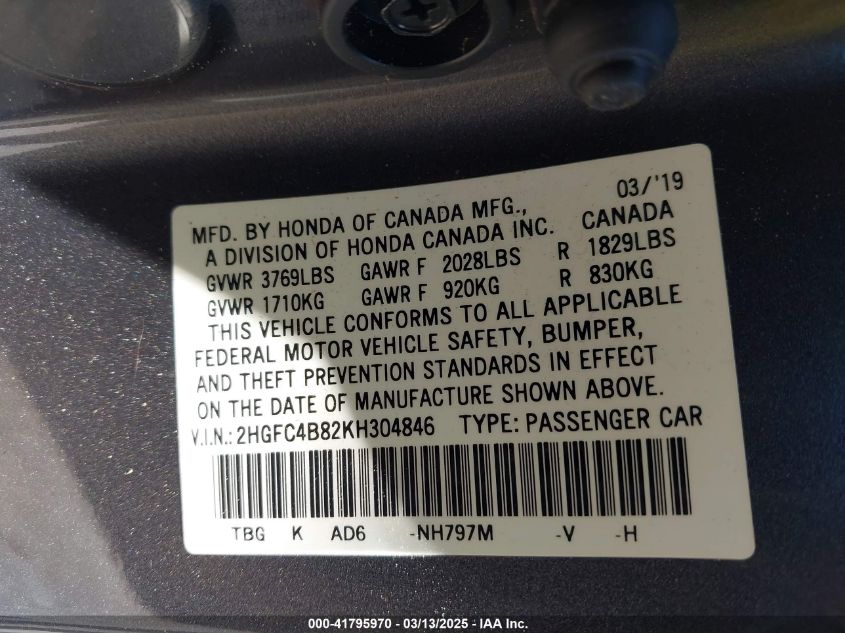 03/'19
MFD. BY HONDA OF CANADA MFG.,
A DIVISION OF HONDA CANADA INC. CANADA
GVWR 3769LBS GAWR F 2028LBS R 1829LBS
GVWR 1710KG GAWR F 920KG R 830KG
THIS VEHICLE CONFORMS TO ALL APPLICABLE
FEDERAL MOTOR VEHICLE SAFETY, BUMPER,
AND THEFT PREVENTION STANDARDS IN EFFECT
ON THE DATE OF MANUFACTURE SHOWN ABOVE.
V.I.N.: 2HGFC4B82KH304846 TYPE: PASSENGER CAR
TBG K AD6 -NH797M -V -H
000-41795970 / 03/13/2025 - IAA Inc.